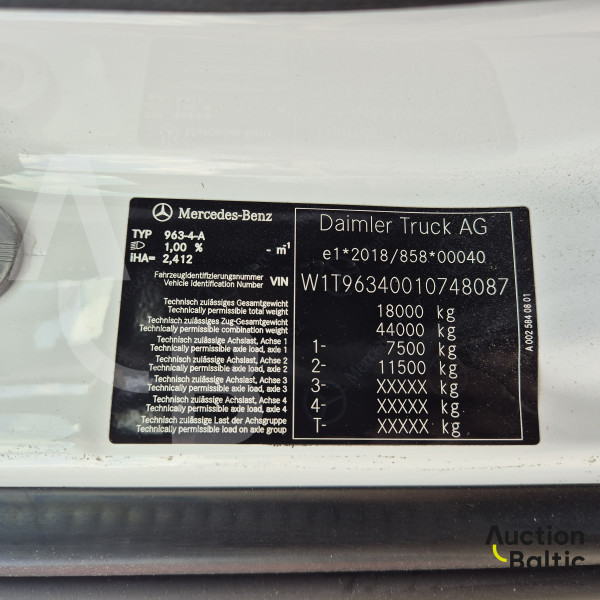 Mercedes-Benz
TYP 963-4-A
1,00 % - m-1
iHA= 2,412
Fahrzeugidentifizierungsnummer
Vehicle Identification Number VIN
Technisch zulässiges Gesamtgewicht
Technically permissible total weight
Technisch zulässiges Zug-Gesamtgewicht
Technically permissible combination weight
Technisch zulässige Achslast, Achse 1
Technically permissible axle load, axle 1
Technisch zulässige Achslast, Achse 2
Technically permissible axle load, axle 2
Technisch zulässige Achslast, Achse 3
Technically permissible axle load, axle 3
Technisch zulässige Achslast, Achse 4
Technically permissible axle load, axle 4
Technisch zulässige Last der Achsgruppe
Technically permissible load on axle group
Daimler Truck AG
e1*2018/858*00040
W1T96340010748087
18000 kg
44000 kg
1- 7500 kg
2- 11500 kg
3- XXXXX kg
4- XXXXX kg
T- XXXXX kg
A 002 584 08 01
Auction
Baltic